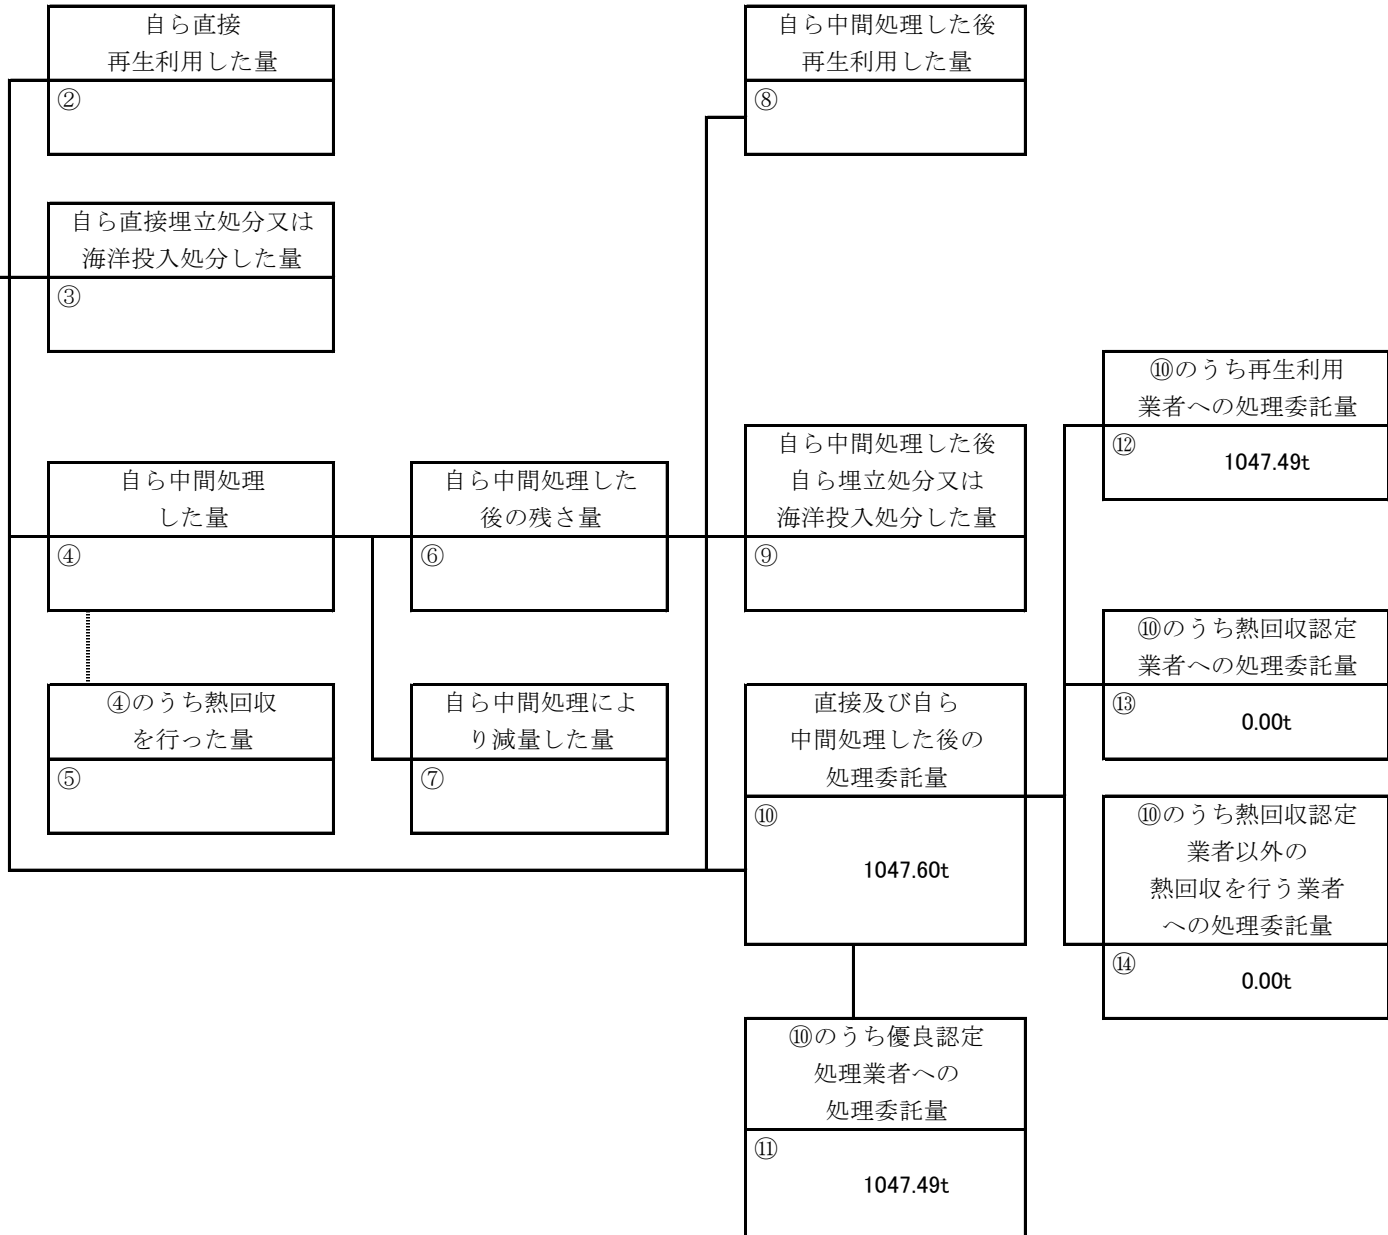 自ら直接
再生利用した量
②
自ら中間処理した後
再生利用した量
⑧
自ら直接埋立処分又は
海洋投入処分した量
③
⑩のうち再生利用
業者への処理委託量
⑫
1047.49t
自ら中間処理
した量
④
自ら中間処理した
後の残さ量
⑥
自ら中間処理した後
自ら埋立処分又は
海洋投入処分した量
⑨
⑩のうち熱回収認定
業者への処理委託量
⑬
0.00t
④のうち熱回収
を行った量
⑤
自ら中間処理によ
り減量した量
⑦
直接及び自ら
中間処理した後の
処理委託量
⑩
1047.60t
⑩のうち熱回収認定
業者以外の
熱回収を行う業者
への処理委託量
⑭
0.00t
⑩のうち優良認定
処理業者への
処理委託量
⑪
1047.49t